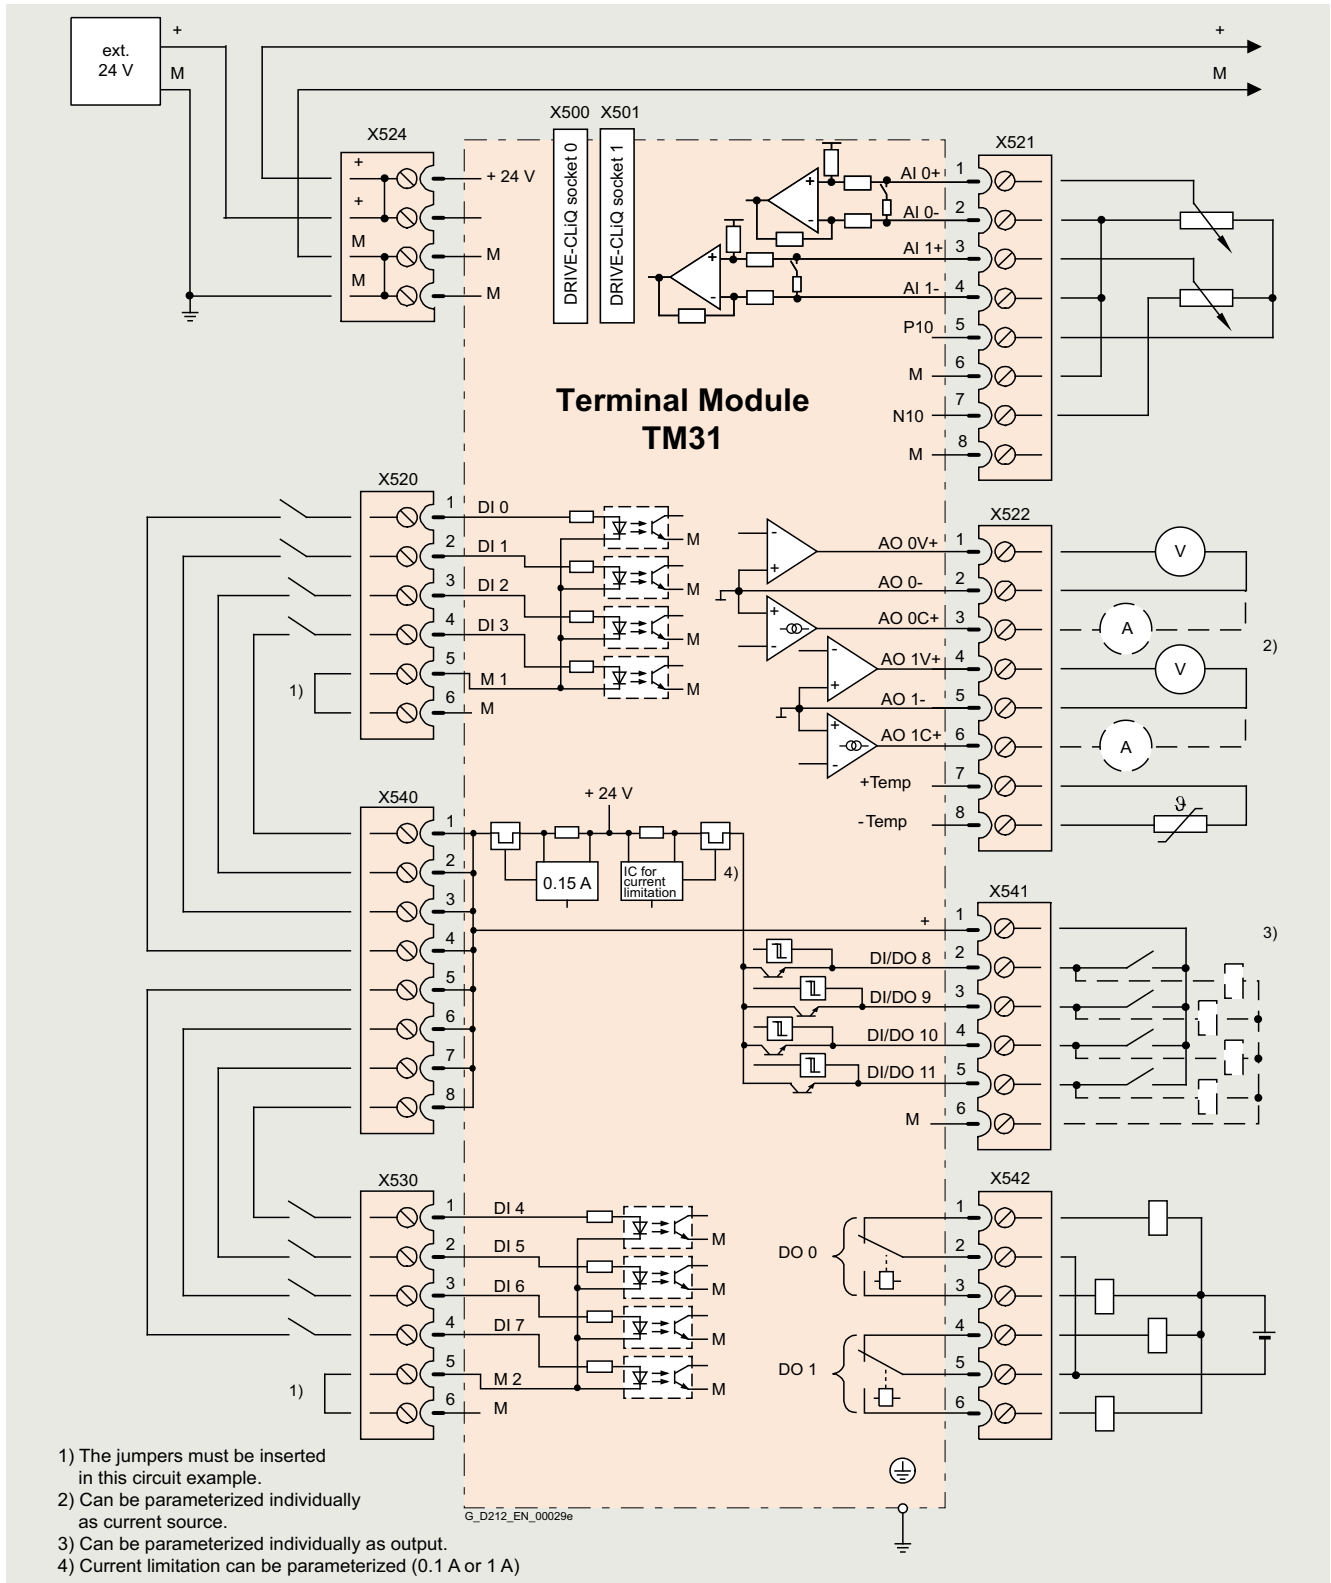 ext.
24 V
+
M
+
M
X524
+
+
M
M
+ 24 V
M
M
X500
X501
DRIVE-CLiQ socket 0
DRIVE-CLiQ socket 1
X521
AI 0+
1
AI 0-
2
AI 1+
3
AI 1-
4
P10
5
M
6
N10
7
M
8
+
-
+
-
Terminal Module
TM31
X520
1
DI 0
2
DI 1
3
DI 2
4
DI 3
5
M 1
6
M
1)
M
M
M
M
X522
AO 0V+
1
AO 0-
2
AO 0C+
3
AO 1V+
4
AO 1-
5
AO 1C+
6
+Temp
7
- Temp
8
-
+
+
-
-
+
+
-
V
A
V
A
2)
ϑ
X540
1
2
3
4
5
6
7
8
+ 24 V
0.15 A
IC for
current
limitation
4)
X541
+
1
DI/DO 8
2
DI/DO 9
3
DI/DO 10
4
DI/DO 11
5
M
6
3)
X530
1
DI 4
2
DI 5
3
DI 6
4
DI 7
5
M 2
6
M
1)
M
M
M
M
X542
DO 0
1
2
3
DO 1
4
5
6
1) The jumpers must be inserted
in this circuit example.
2) Can be parameterized individually
as current source.
3) Can be parameterized individually as output.
4) Current limitation can be parameterized (0.1 A or 1 A)
G_D212_EN_00029e